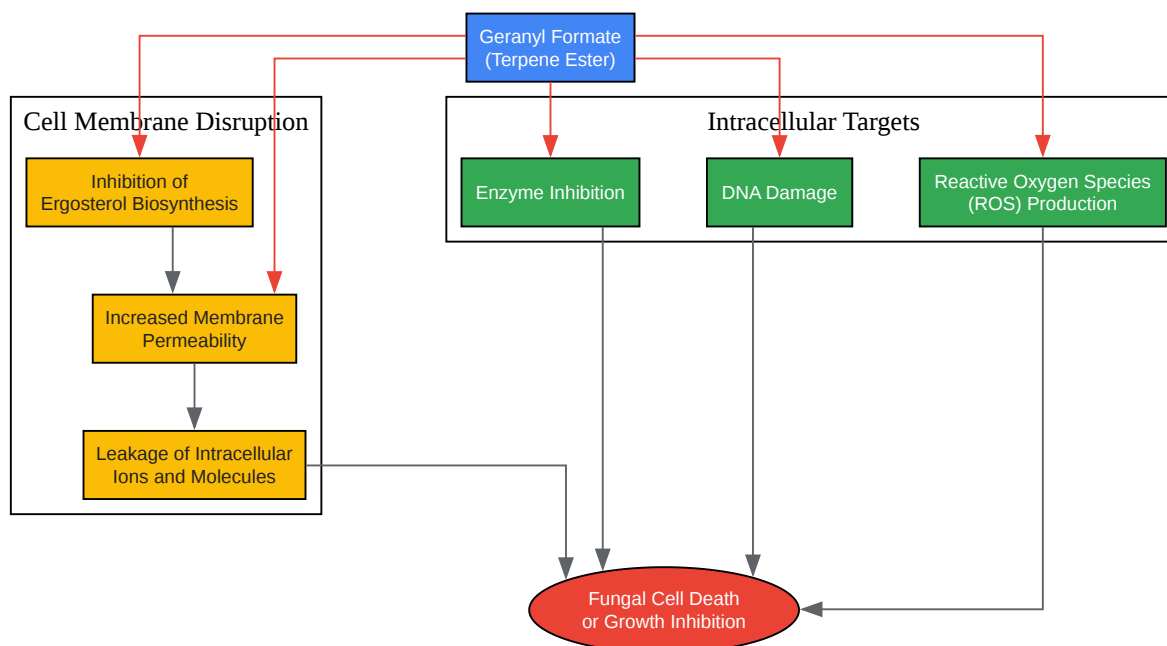 Geranyl Formate
(Terpene Ester)
Cell Membrane Disruption
Intracellular Targets
Inhibition of
Ergosterol Biosynthesis
Enzyme Inhibition
DNA Damage
Reactive Oxygen Species
(ROS) Production
Increased Membrane
Permeability
Leakage of Intracellular
Ions and Molecules
Fungal Cell Death
or Growth Inhibition